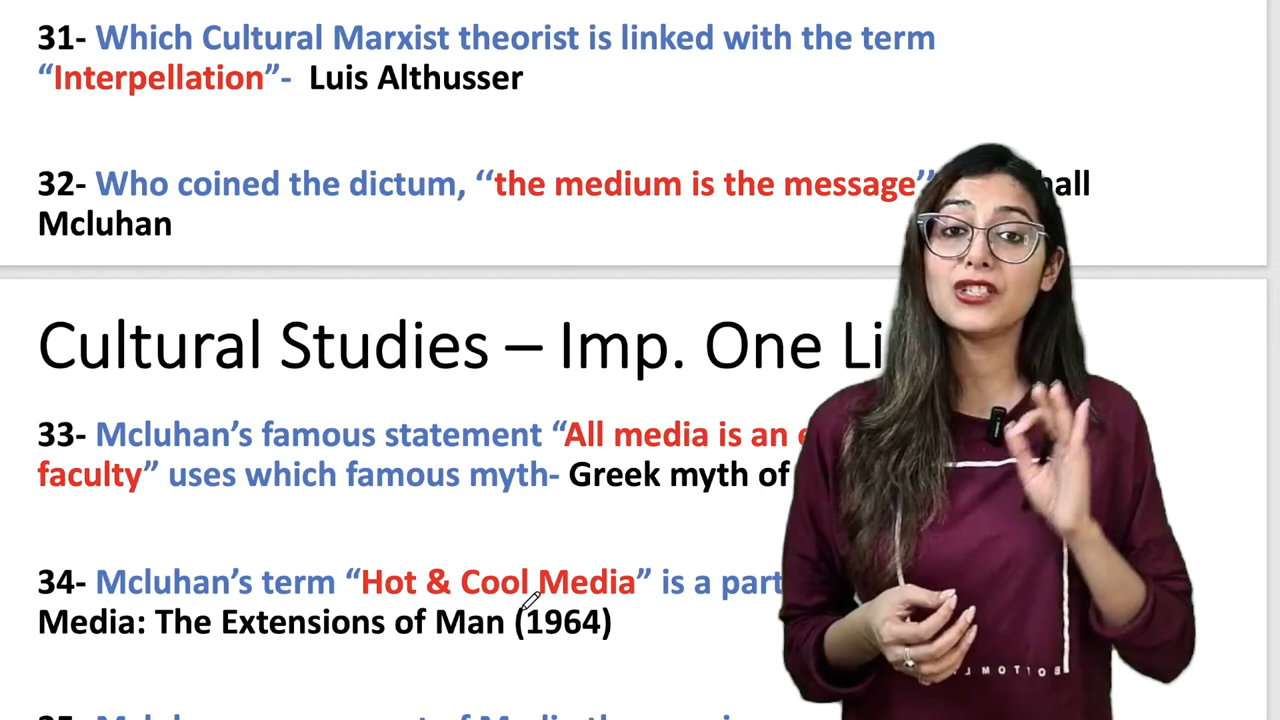 31- Which Cultural Marxist theorist is linked with the term
“Interpellation”- Luis Althusser
32- Who coined the dictum, ‘‘the medium is the message’’
Mcluhan
Cultural Studies – Imp. One Li
33- Mcluhan’s famous statement “All media is an
faculty” uses which famous myth- Greek myth of
34- Mcluhan’s term “Hot & Cool Media” is a part
Media: The Extensions of Man (1964)